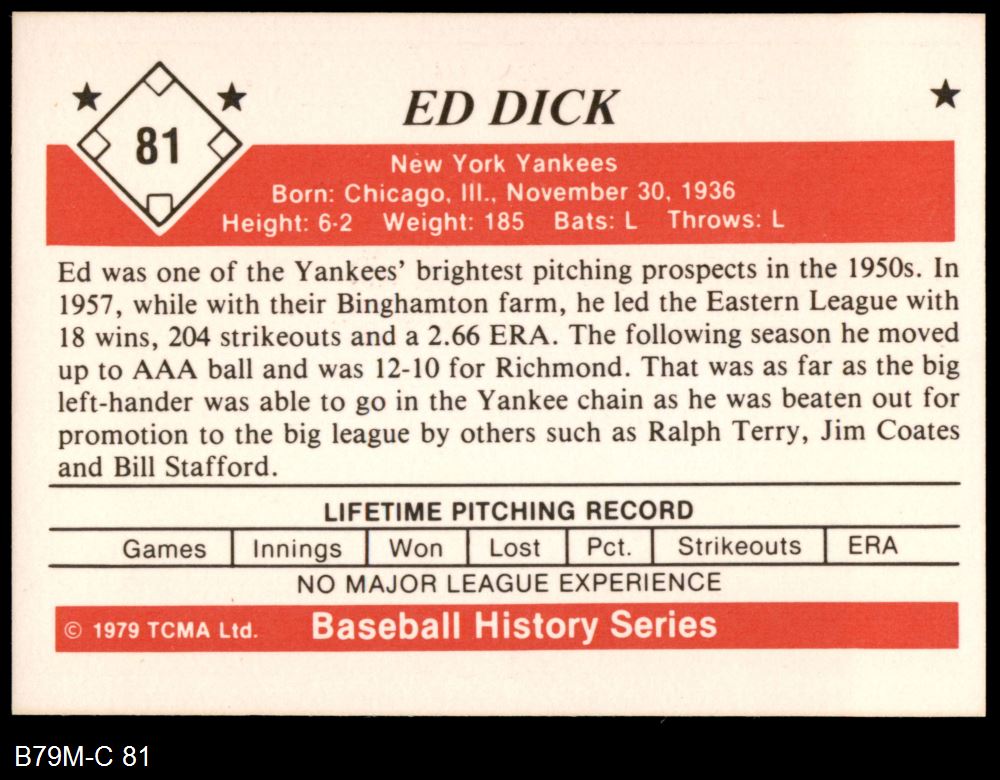 81
ED DICK
New York Yankees
Born: Chicago, Ill., November 30, 1936
Height: 6-2 Weight: 185 Bats: L Throws: L
Ed was one of the Yankees' brightest pitching prospects in the 1950s. In
1957, while with their Binghamton farm, he led the Eastern League with
18 wins, 204 strikeouts and a 2.66 ERA. The following season he moved
up to AAA ball and was 12-10 for Richmond. That was as far as the big
left-hander was able to go in the Yankee chain as he was beaten out for
promotion to the big league by others such as Ralph Terry, Jim Coates
and Bill Stafford.
LIFETIME PITCHING RECORD
Games Innings Won Lost Pct. Strikeouts ERA
NO MAJOR LEAGUE EXPERIENCE
© 1979 TCMA Ltd. Baseball History Series
B79M-C 81